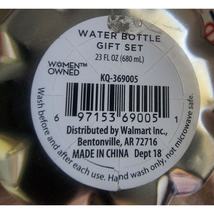 WATER BOTTLE
GIFT SET
23 FL OZ (680 mL)
WOMEN™
OWNED
KQ-369005
6 97153 69005 1
Distributed by Walmart Inc.,
Bentonville, AR 72716
MADE IN CHINA Dept 18
Wash before and after each use. Hand wash only, not microwave safe.